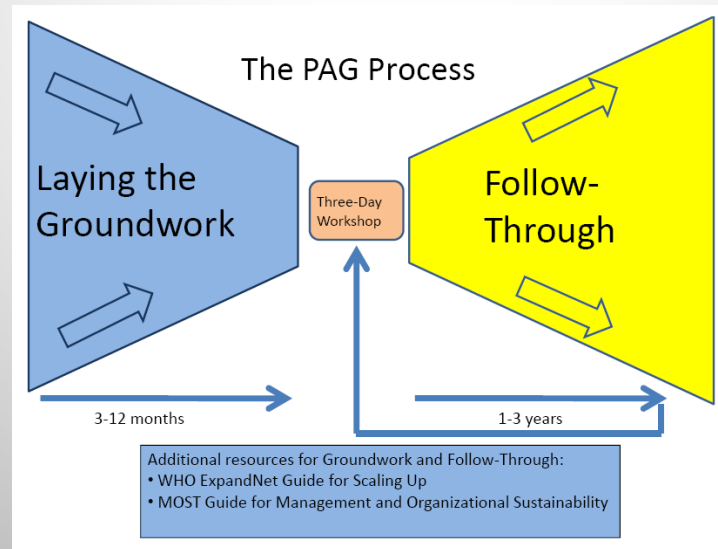 The PAG Process
Laying the
Groundwork
Three-Day
Workshop
Follow-
Through
3-12 months
1-3 years
Additional resources for Groundwork and Follow-Through:
• WHO ExpandNet Guide for Scaling Up
• MOST Guide for Management and Organizational Sustainability